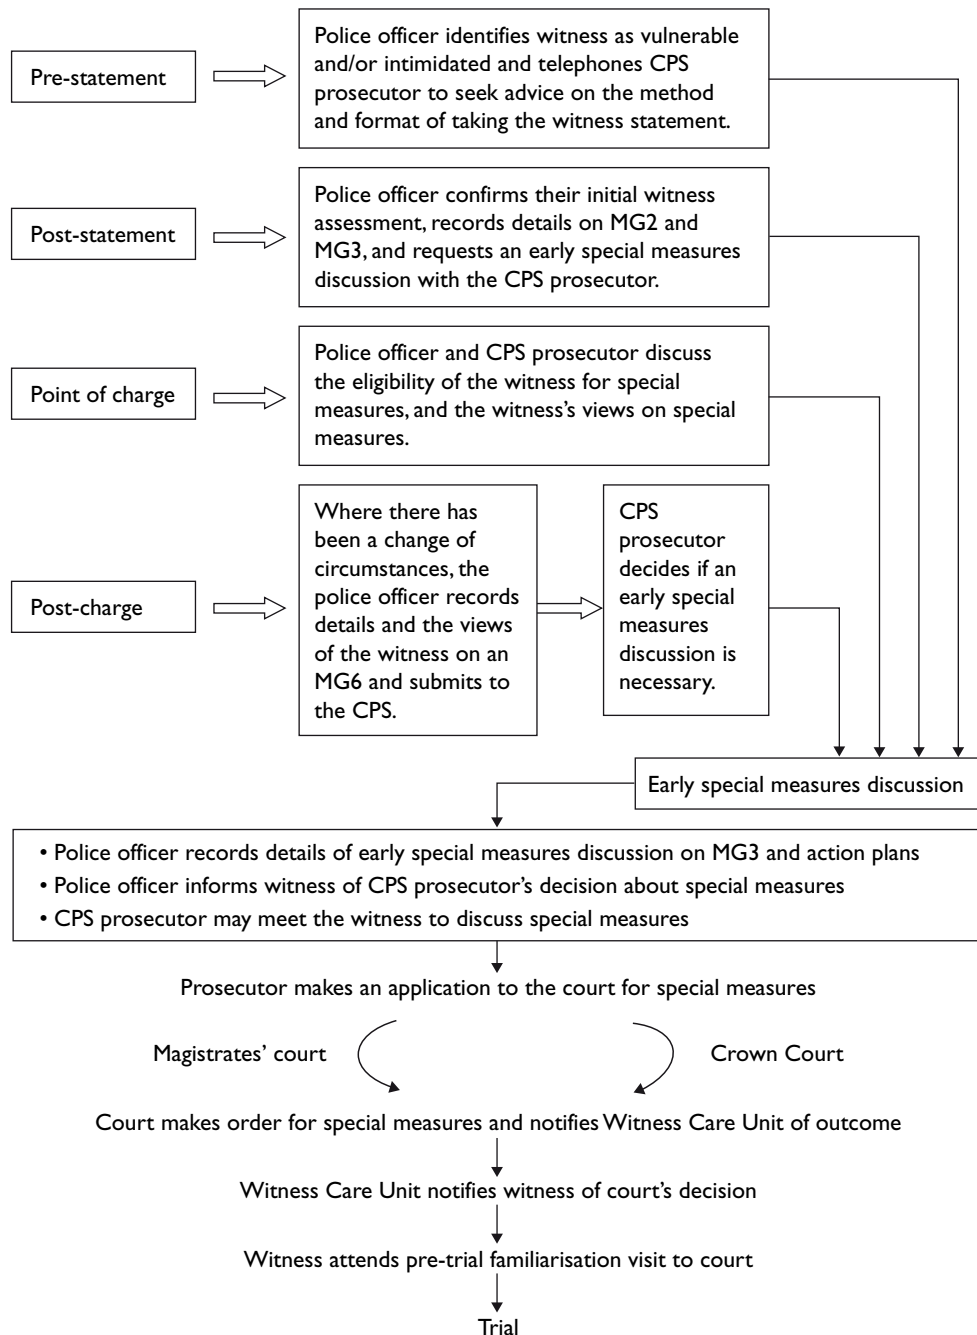 Pre-statement
Police officer identifies witness as vulnerable
and/or intimidated and telephones CPS
prosecutor to seek advice on the method
and format of taking the witness statement.
Post-statement
Police officer confirms their initial witness
assessment, records details on MG2 and
MG3, and requests an early special measures
discussion with the CPS prosecutor.
Point of charge
Police officer and CPS prosecutor discuss
the eligibility of the witness for special
measures, and the witness's views on special
measures.
Post-charge
Where there has
been a change of
circumstances, the
police officer records
details and the views
of the witness on an
MG6 and submits to
the CPS.
CPS
prosecutor
decides if an
early special
measures
discussion is
necessary.
Early special measures discussion
• Police officer records details of early special measures discussion on MG3 and action plans
• Police officer informs witness of CPS prosecutor's decision about special measures
• CPS prosecutor may meet the witness to discuss special measures
Prosecutor makes an application to the court for special measures
Magistrates' court
Crown Court
Court makes order for special measures and notifies Witness Care Unit of outcome
Witness Care Unit notifies witness of court's decision
Witness attends pre-trial familiarisation visit to court
Trial